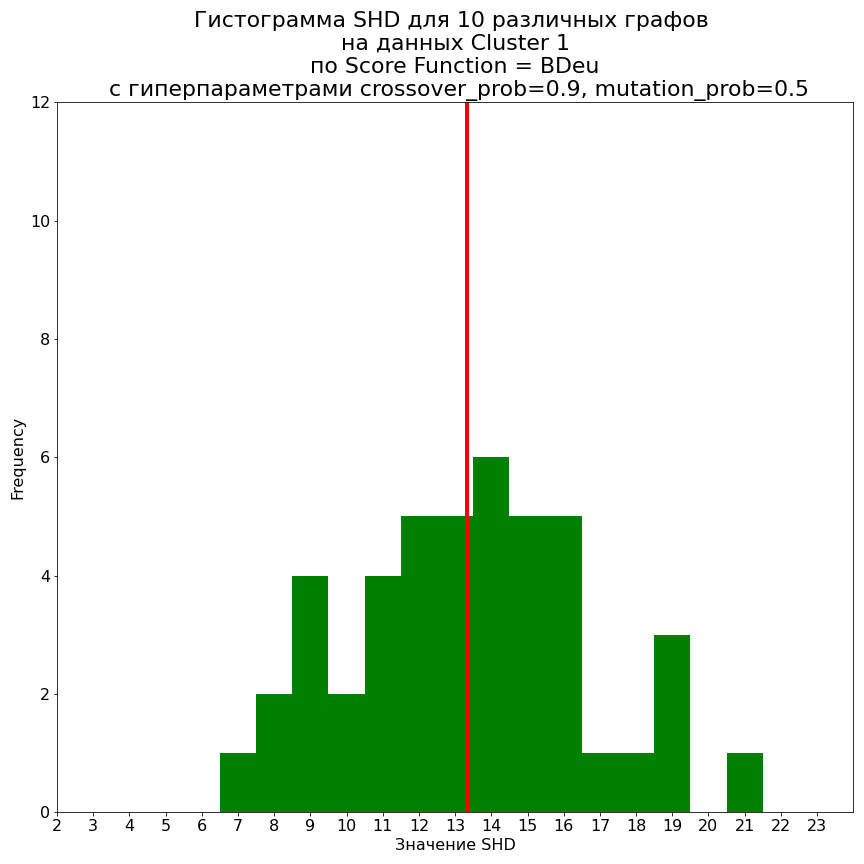 Гистограмма SHD для 10 различных графов
на данных Cluster 1
по Score Function = BDeu
с гиперпараметрами crossover_prob=0.9, mutation_prob=0.5
12
10
8
6
4
2
0
Frequency
2 3 4 5 6 7 8 9 10 11 12 13 14 15 16 17 18 19 20 21 22 23
Значение SHD